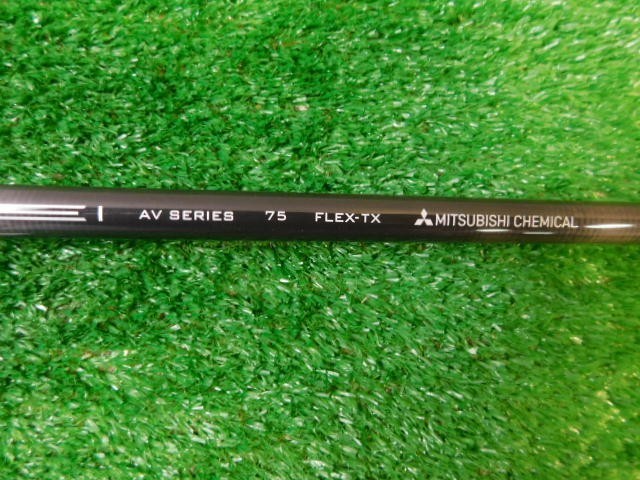 AV SERIES 75 FLEX-TX MITSUBISHI CHEMICAL